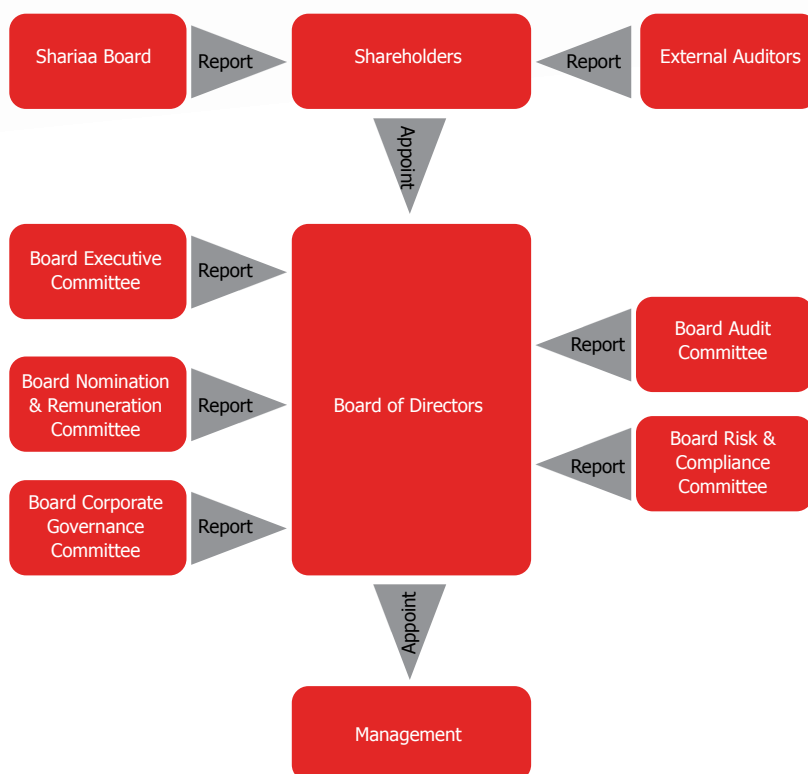 Shariaa Board
Report
Shareholders
Report
External Auditors
Appoint
Board Executive
Committee
Report
Board Nomination
& Remuneration
Committee
Report
Board Corporate
Governance
Committee
Report
Board of Directors
Report
Board Audit
Committee
Report
Board Risk &
Compliance
Committee
Appoint
Management